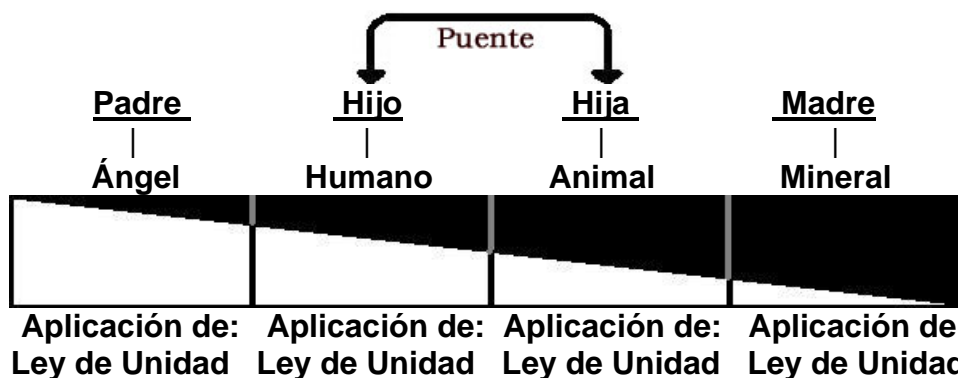 Puente
Padre Hijo Hija Madre
| | | |
Ángel Humano Animal Mineral
Aplicación de: Aplicación de: Aplicación de: Aplicación de
Ley de Unidad Ley de Unidad Ley de Unidad Ley de Unidad